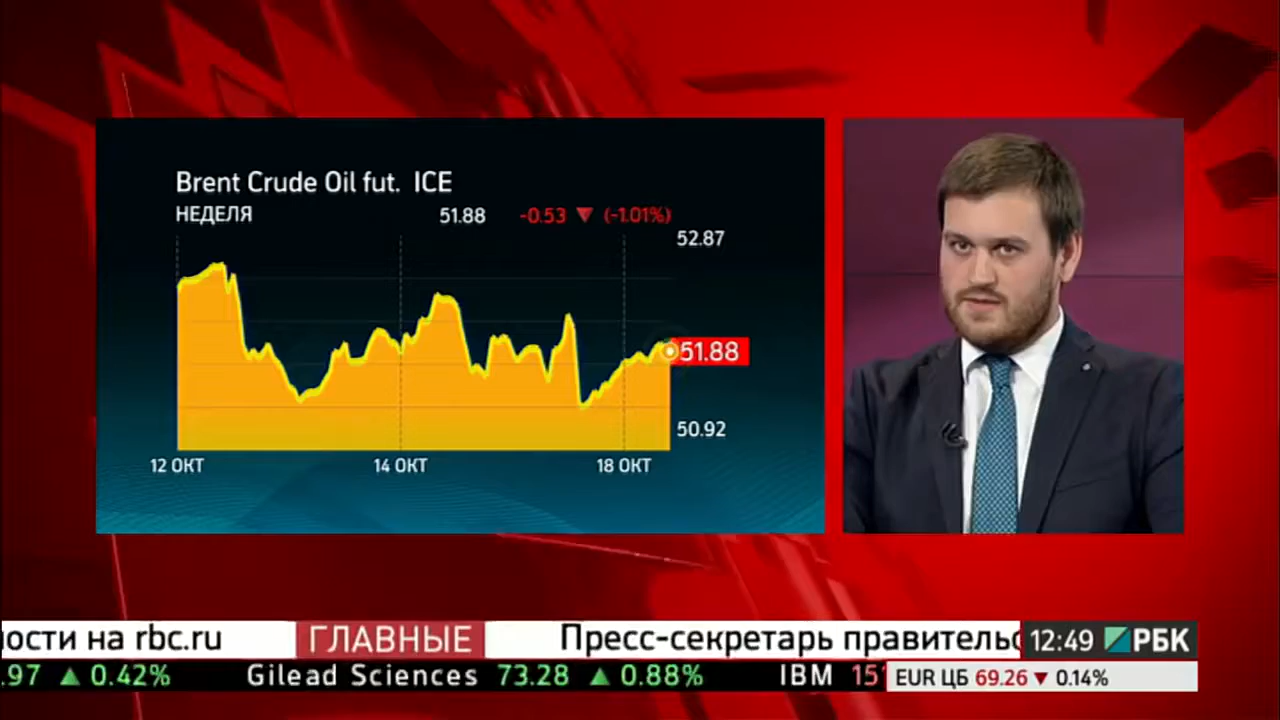 Brent Crude Oil fut. ICE
НЕДЕЛЯ 51.88 -0.53 ▼ (-1.01%)
52.87
51.88
50.92
12 ОКТ 14 ОКТ 18 ОКТ
ости на rbc.ru ГЛАВНЫЕ Пресс-секретарь правительс 12:49 РБК
.97 ▲ 0.42% Gilead Sciences 73.28 ▲ 0.88% IBM 15 EUR ЦБ 69.26 ▼ 0.14%